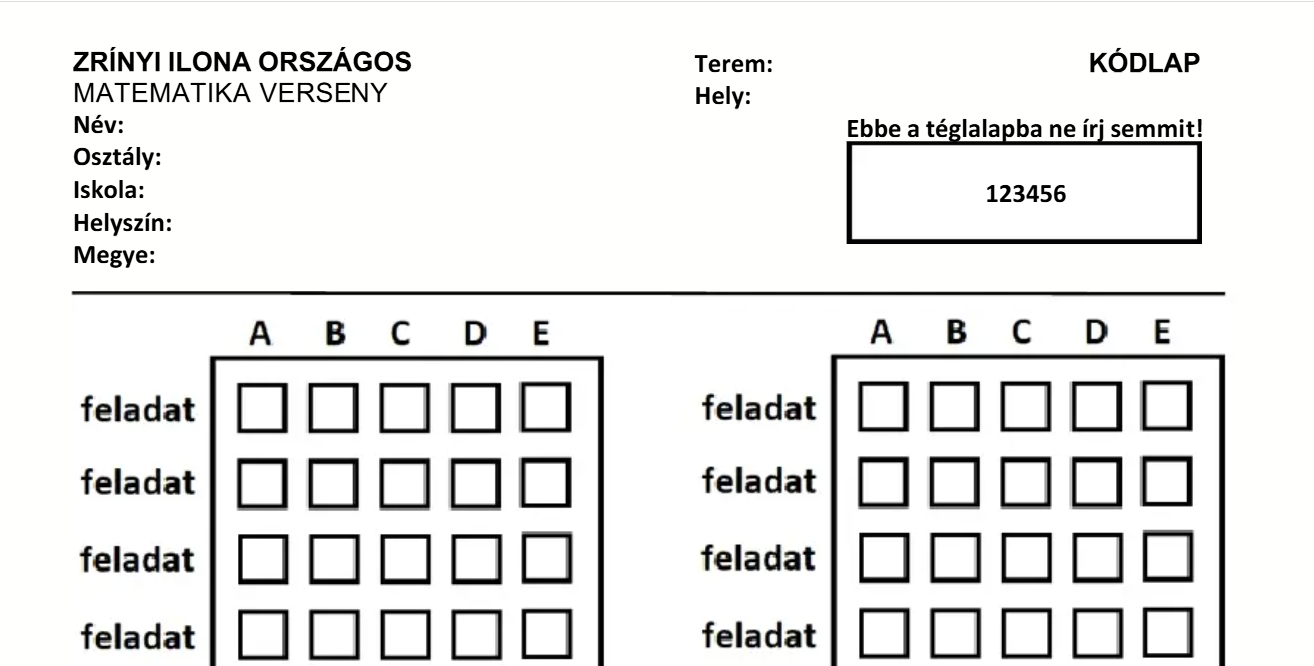 ZRÍNYI ILONA ORSZÁGOS
MATEMATIKA VERSENY
Név:
Osztály:
Iskola:
Helyszín:
Megye:
Terem:
Hely:
KÓDLAP
Ebbe a téglalapba ne írj semmit!
123456
A B C D E
feladat
feladat
feladat
feladat
A B C D E
feladat
feladat
feladat
feladat